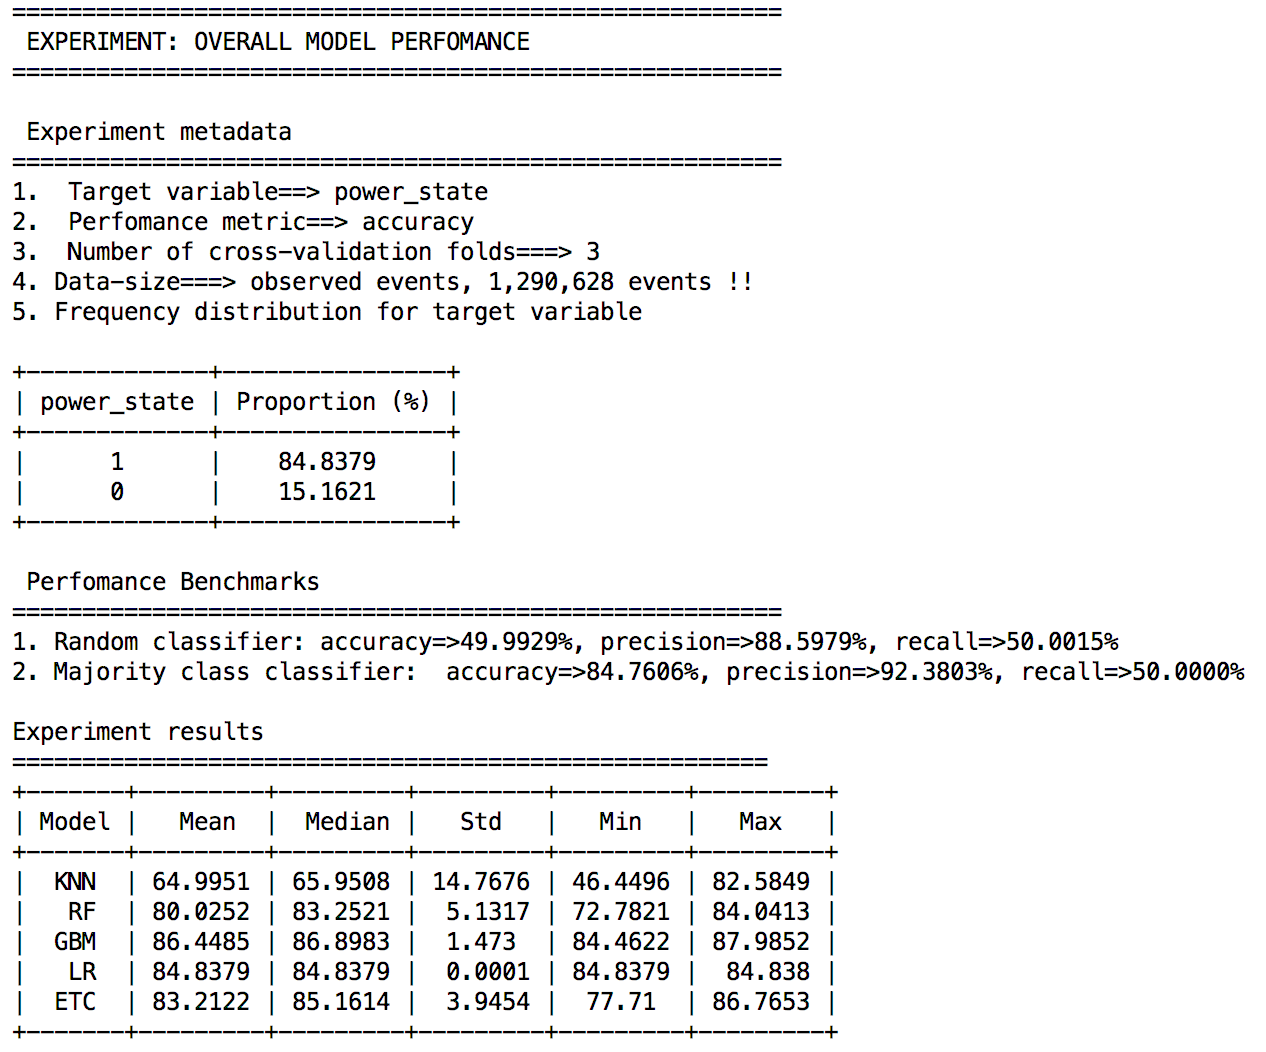 =======================================================
EXPERIMENT: OVERALL MODEL PERFOMANCE
=======================================================
Experiment metadata
=======================================================
1.  Target variable==> power_state
2.  Perfomance metric==> accuracy
3.  Number of cross-validation folds===> 3
4. Data-size===> observed events, 1,290,628 events !!
5. Frequency distribution for target variable
+-------------+----------------+
| power_state | Proportion (%) |
+-------------+----------------+
|      1      |    84.8379     |
|      0      |    15.1621     |
+-------------+----------------+
Perfomance Benchmarks
=======================================================
1. Random classifier: accuracy=>49.9929%, precision=>88.5979%, recall=>50.0015%
2. Majority class classifier:  accuracy=>84.7606%, precision=>92.3803%, recall=>50.0000%
Experiment results
======================================================
+-------+---------+---------+---------+---------+---------+
| Model |   Mean  |  Median |   Std   |   Min   |   Max   |
+-------+---------+---------+---------+---------+---------+
|  KNN  | 64.9951 | 65.9508 | 14.7676 | 46.4496 | 82.5849 |
|   RF  | 80.0252 | 83.2521 |  5.1317 | 72.7821 | 84.0413 |
|  GBM  | 86.4485 | 86.8983 |  1.473  | 84.4622 | 87.9852 |
|   LR  | 84.8379 | 84.8379 |  0.0001 | 84.8379 |  84.838 |
|  ETC  | 83.2122 | 85.1614 |  3.9454 |  77.71  | 86.7653 |
+-------+---------+---------+---------+---------+---------+